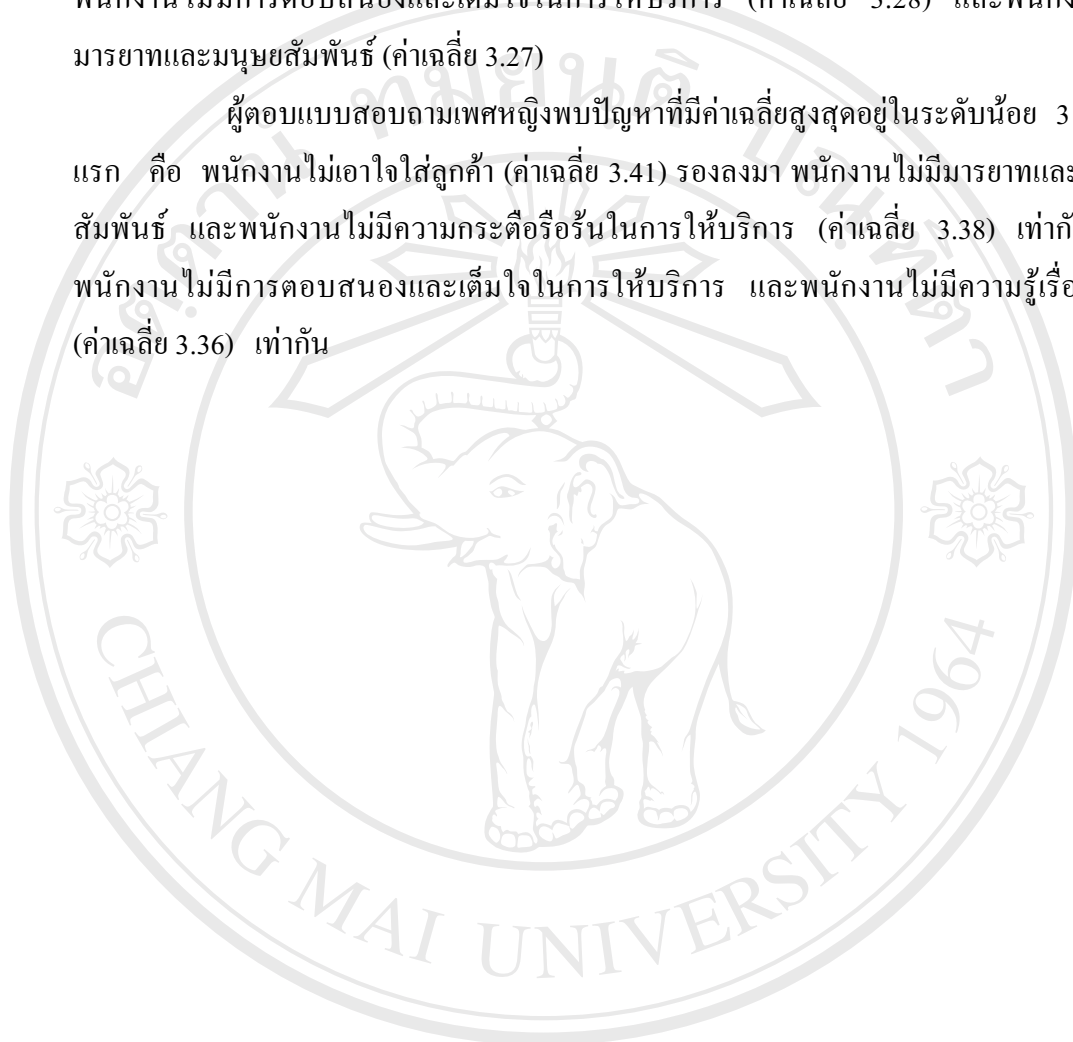 พนักงานไม่มีการตอบสนองและเต็มใจในการให้บริการ (ค่าเฉลี่ย 3.28) และพนักง
มารยาทและมนุษยสัมพันธ์ (ค่าเฉลี่ย 3.27)
ผู้ตอบแบบสอบถามเพศหญิงพบปัญหาที่มีค่าเฉลี่ยสูงสุดอยู่ในระดับน้อย 3
แรก คือ พนักงานไม่เอาใจใส่ลูกค้า (ค่าเฉลี่ย 3.41) รองลงมา พนักงานไม่มีมารยาทและ
สัมพันธ์ และพนักงานไม่มีความกระตือรือร้นในการให้บริการ (ค่าเฉลี่ย 3.38) เท่ากั
พนักงานไม่มีการตอบสนองและเต็มใจในการให้บริการ และพนักงานไม่มีความรู้เรื่อ
(ค่าเฉลี่ย 3.36) เท่ากัน
อตฺตานํ ทมยนฺติ ปณฺฑิตา
CHIANG MAI UNIVERSITY 1964